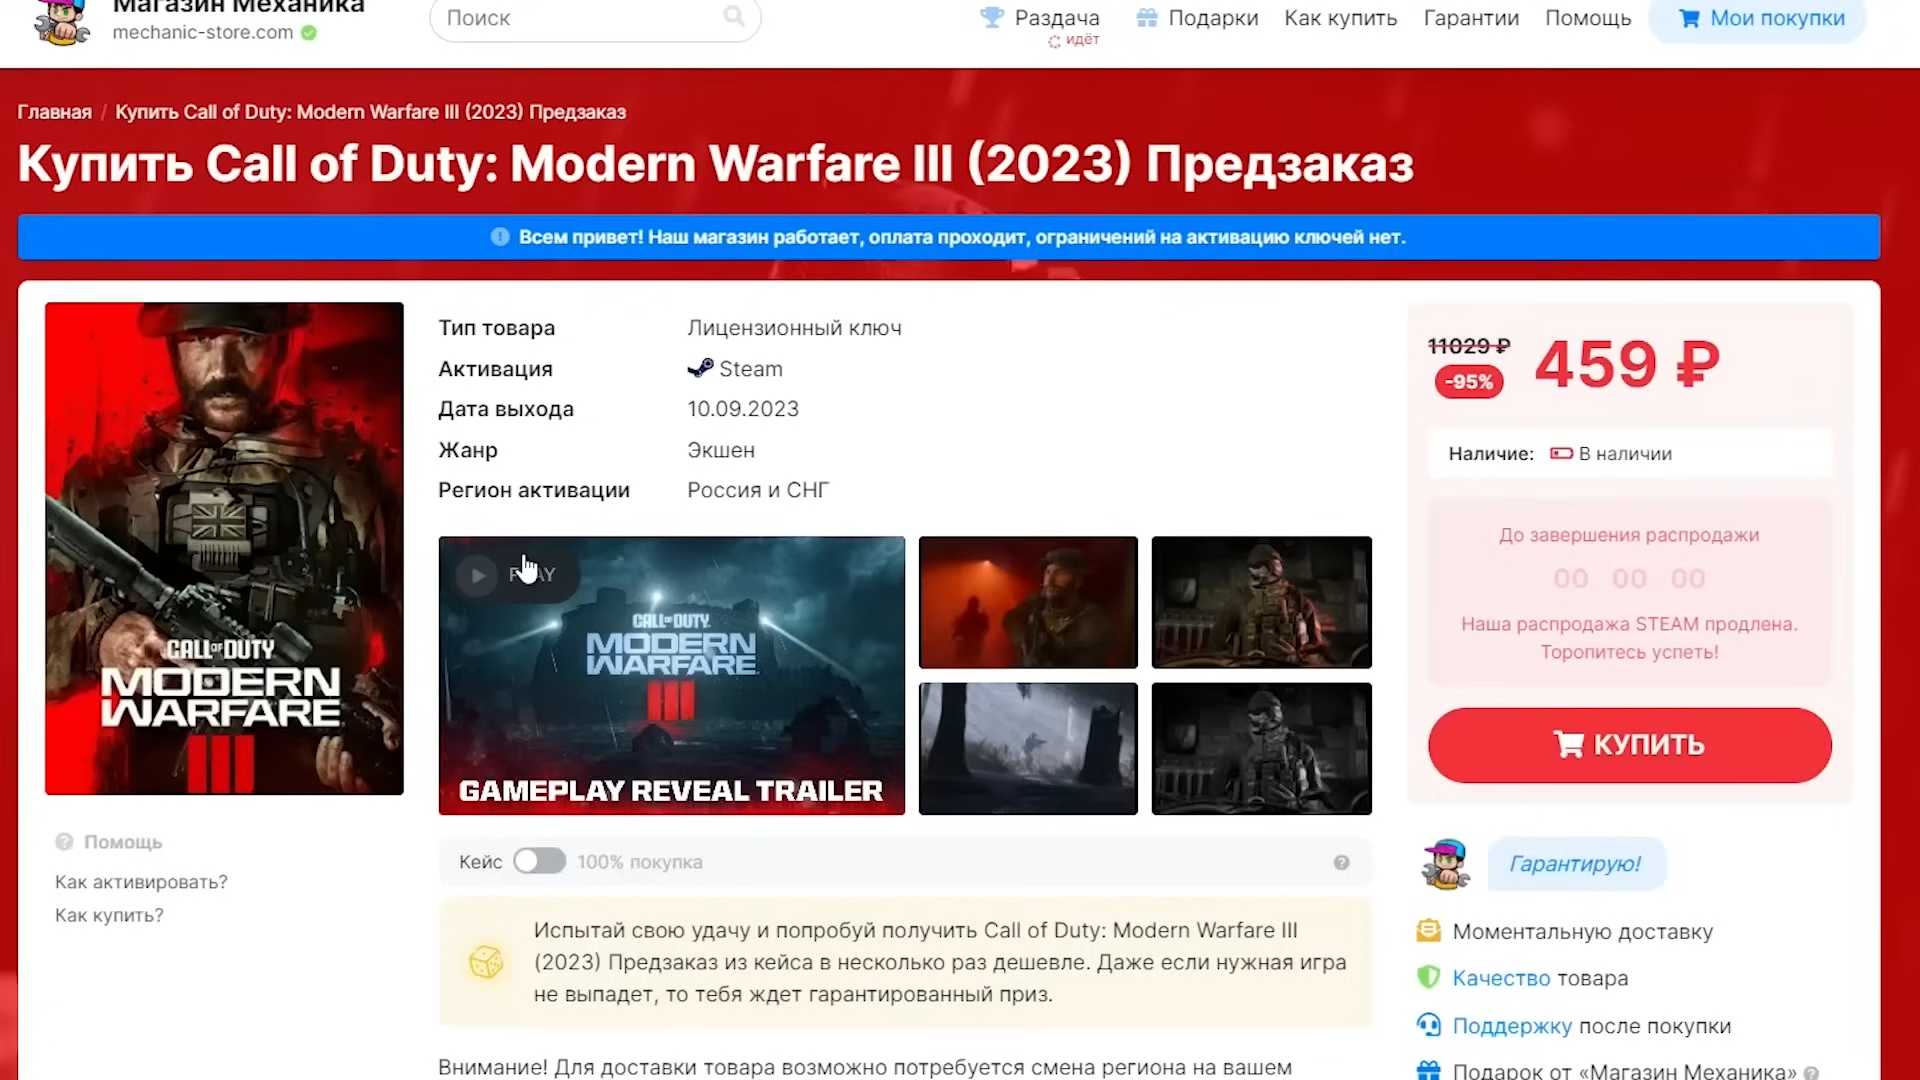 Магазин Механика
mechanic-store.com
Поиск
Раздача
идёт
Подарки
Как купить
Гарантии
Помощь
Мои покупки
Главная / Купить Call of Duty: Modern Warfare III (2023) Предзаказ
Купить Call of Duty: Modern Warfare III (2023) Предзаказ
Всем привет! Наш магазин работает, оплата проходит, ограничений на активацию ключей нет.
CALL OF DUTY
MODERN
WARFARE
III
Помощь
Как активировать?
Как купить?
Тип товара Лицензионный ключ
Активация Steam
Дата выхода 10.09.2023
Жанр Экшен
Регион активации Россия и СНГ
PLAY
CALL OF DUTY
MODERN
WARFARE
III
GAMEPLAY REVEAL TRAILER
Кейс 100% покупка
Испытай свою удачу и попробуй получить Call of Duty: Modern Warfare III
(2023) Предзаказ из кейса в несколько раз дешевле. Даже если нужная игра
не выпадет, то тебя ждет гарантированный приз.
Внимание! Для доставки товара возможно потребуется смена региона на вашем
11029 ₽
-95%
459 ₽
Наличие: В наличии
До завершения распродажи
00 00 00
Наша распродажа STEAM продлена.
Торопитесь успеть!
КУПИТЬ
Гарантирую!
Моментальную доставку
Качество товара
Поддержку после покупки
Подарок от «Магазин Механика»